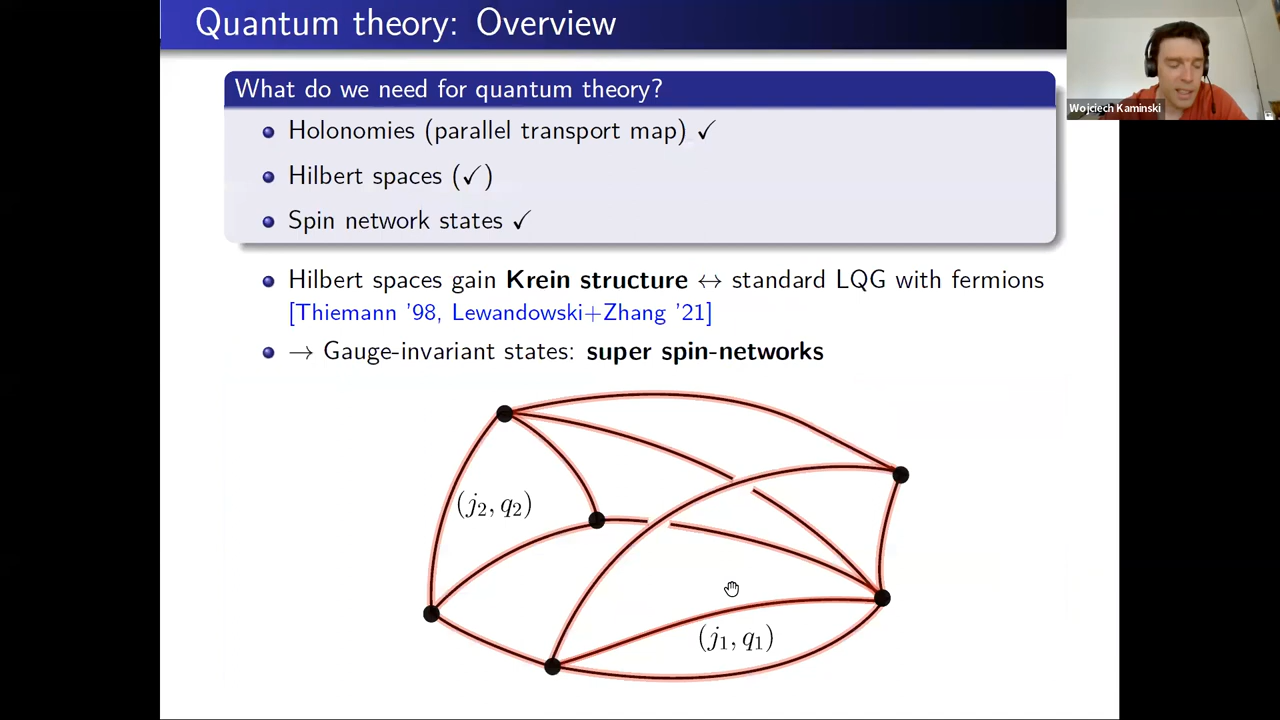 Quantum theory: Overview
Wojciech Kaminski
What do we need for quantum theory?
Holonomies (parallel transport map) ✓
Hilbert spaces (✓)
Spin network states ✓
Hilbert spaces gain Krein structure ↔ standard LQG with fermions
[Thiemann '98, Lewandowski+Zhang '21]
→ Gauge-invariant states: super spin-networks
(j₂, q₂)
(j₁, q₁)